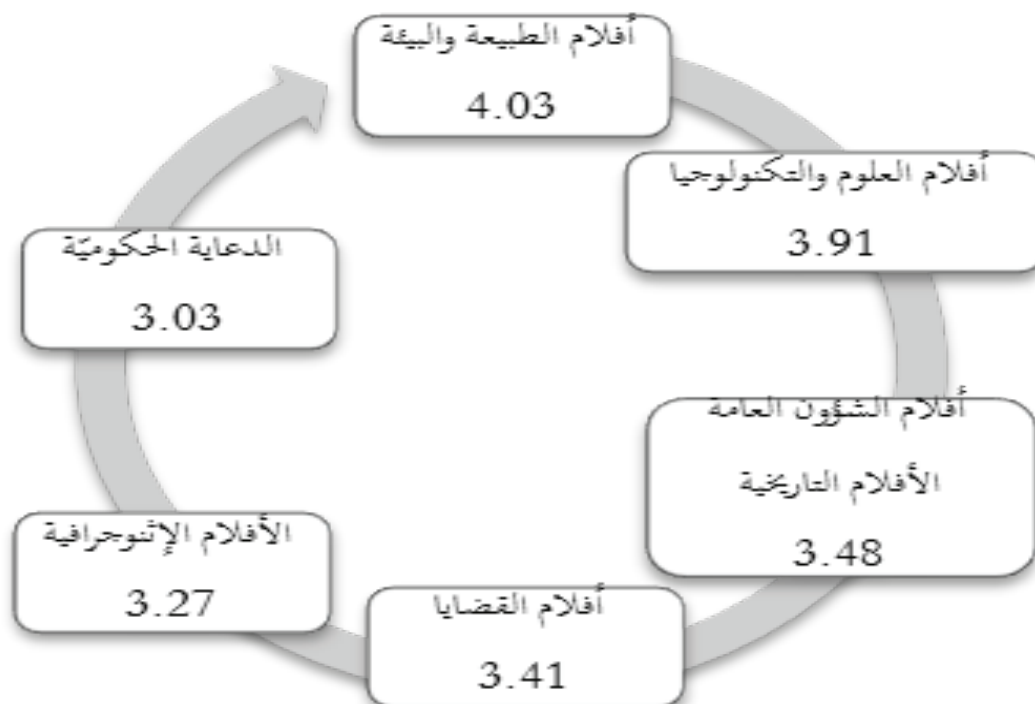 أفلام الطبيعة والبيئة
4.03
أفلام العلوم والتكنولوجيا
3.91
أفلام الشؤون العامة
الأفلام التاريخية
3.48
أفلام القضايا
3.41
الأفلام الإثنوجرافية
3.27
الدعاية الحكوميّة
3.03